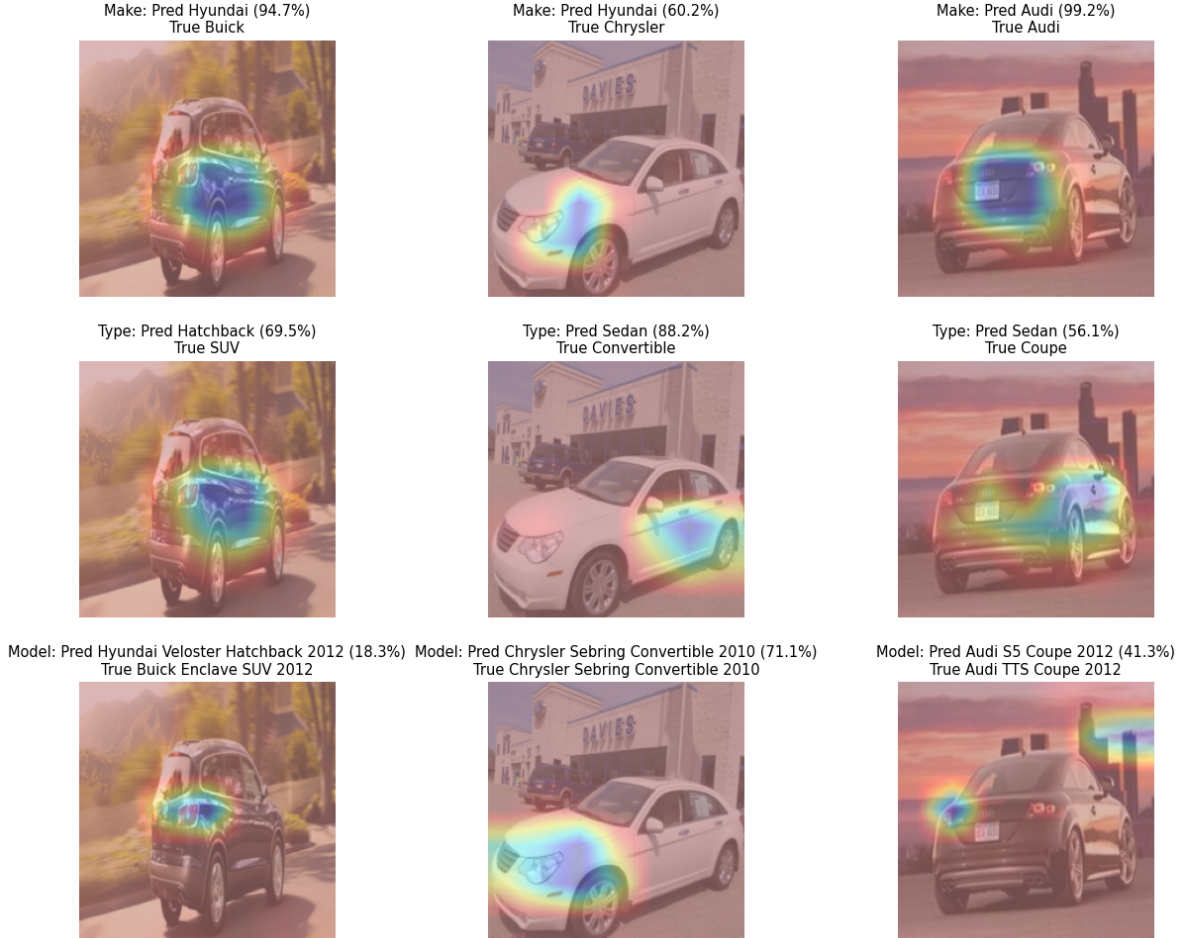 Make: Pred Hyundai (94.7%)
True Buick
Make: Pred Hyundai (60.2%)
True Chrysler
Make: Pred Audi (99.2%)
True Audi
DAVIES
Type: Pred Hatchback (69.5%)
True SUV
Type: Pred Sedan (88.2%)
True Convertible
Type: Pred Sedan (56.1%)
True Coupe
DAVIES
Model: Pred Hyundai Veloster Hatchback 2012 (18.3%)
True Buick Enclave SUV 2012
Model: Pred Chrysler Sebring Convertible 2010 (71.1%)
True Chrysler Sebring Convertible 2010
Model: Pred Audi S5 Coupe 2012 (41.3%)
True Audi TTS Coupe 2012
DAVIES